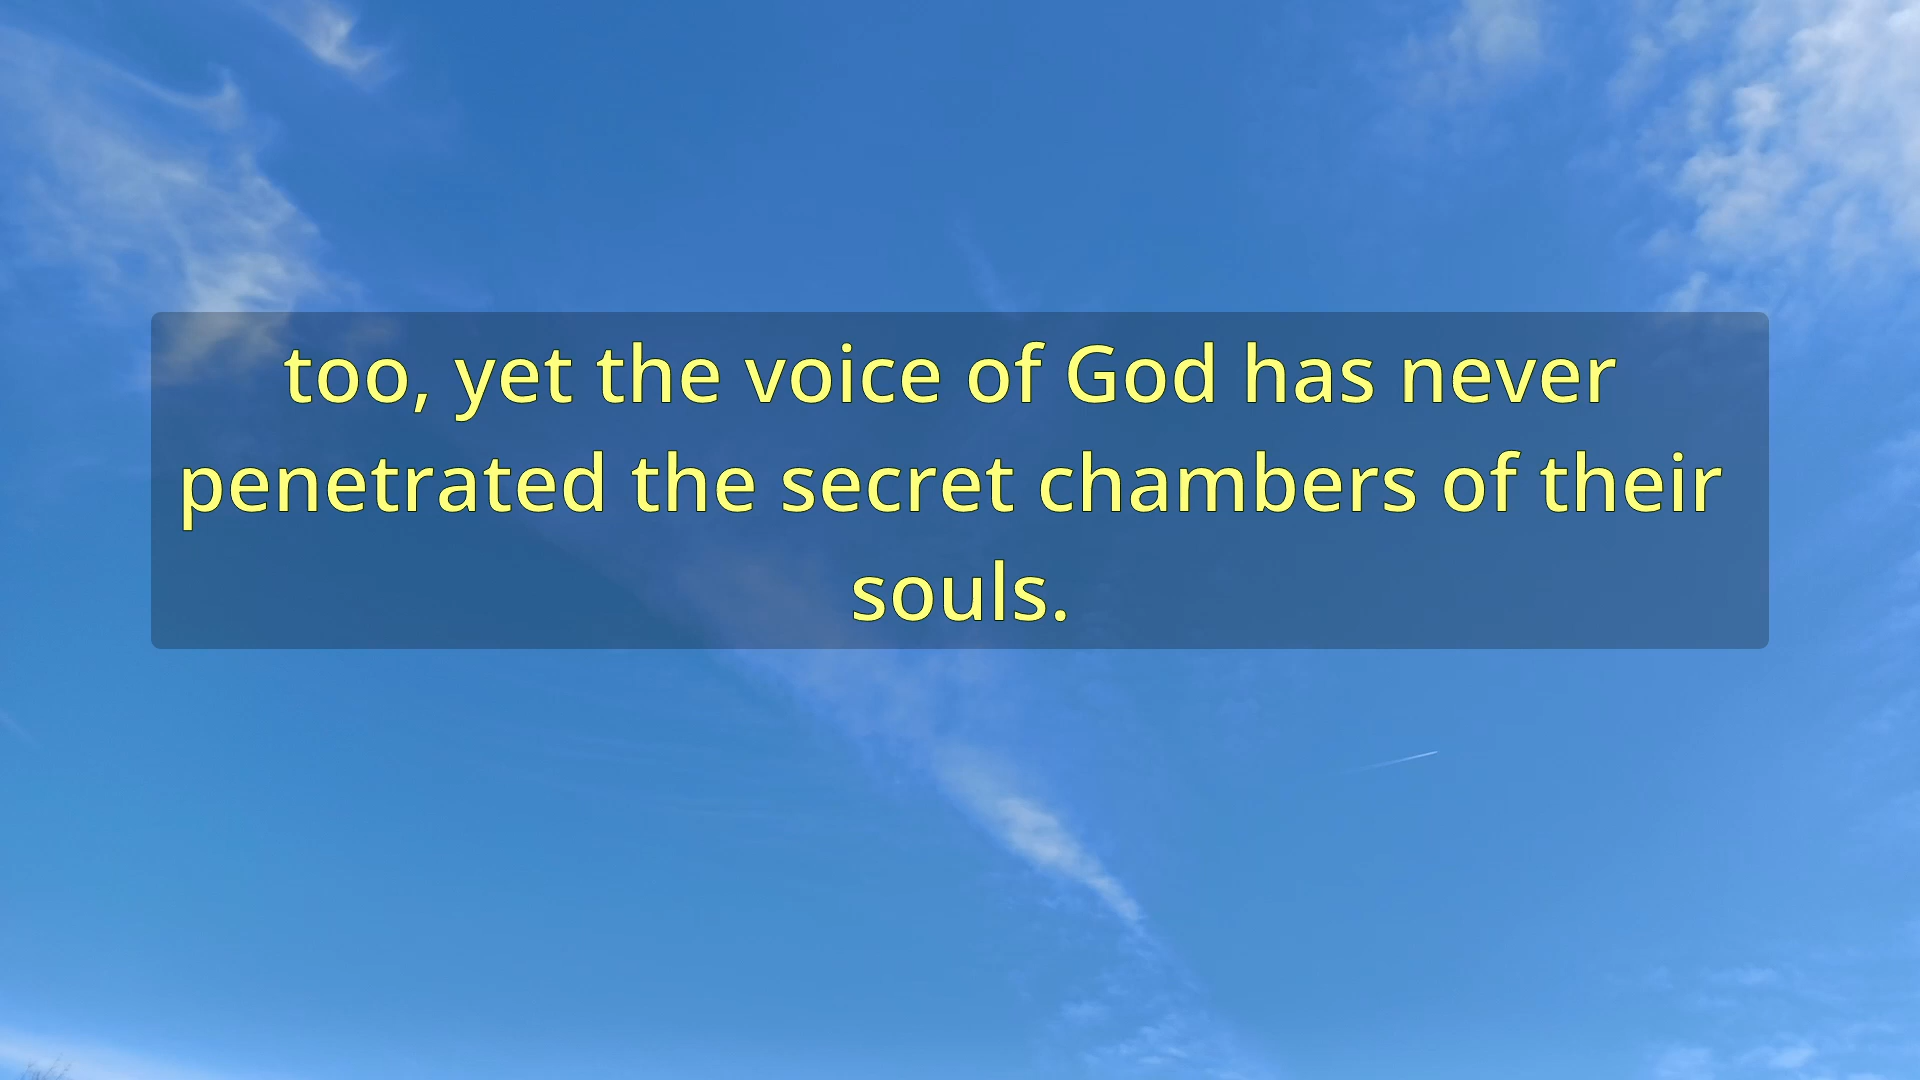 too, yet the voice of God has never
penetrated the secret chambers of their
souls.